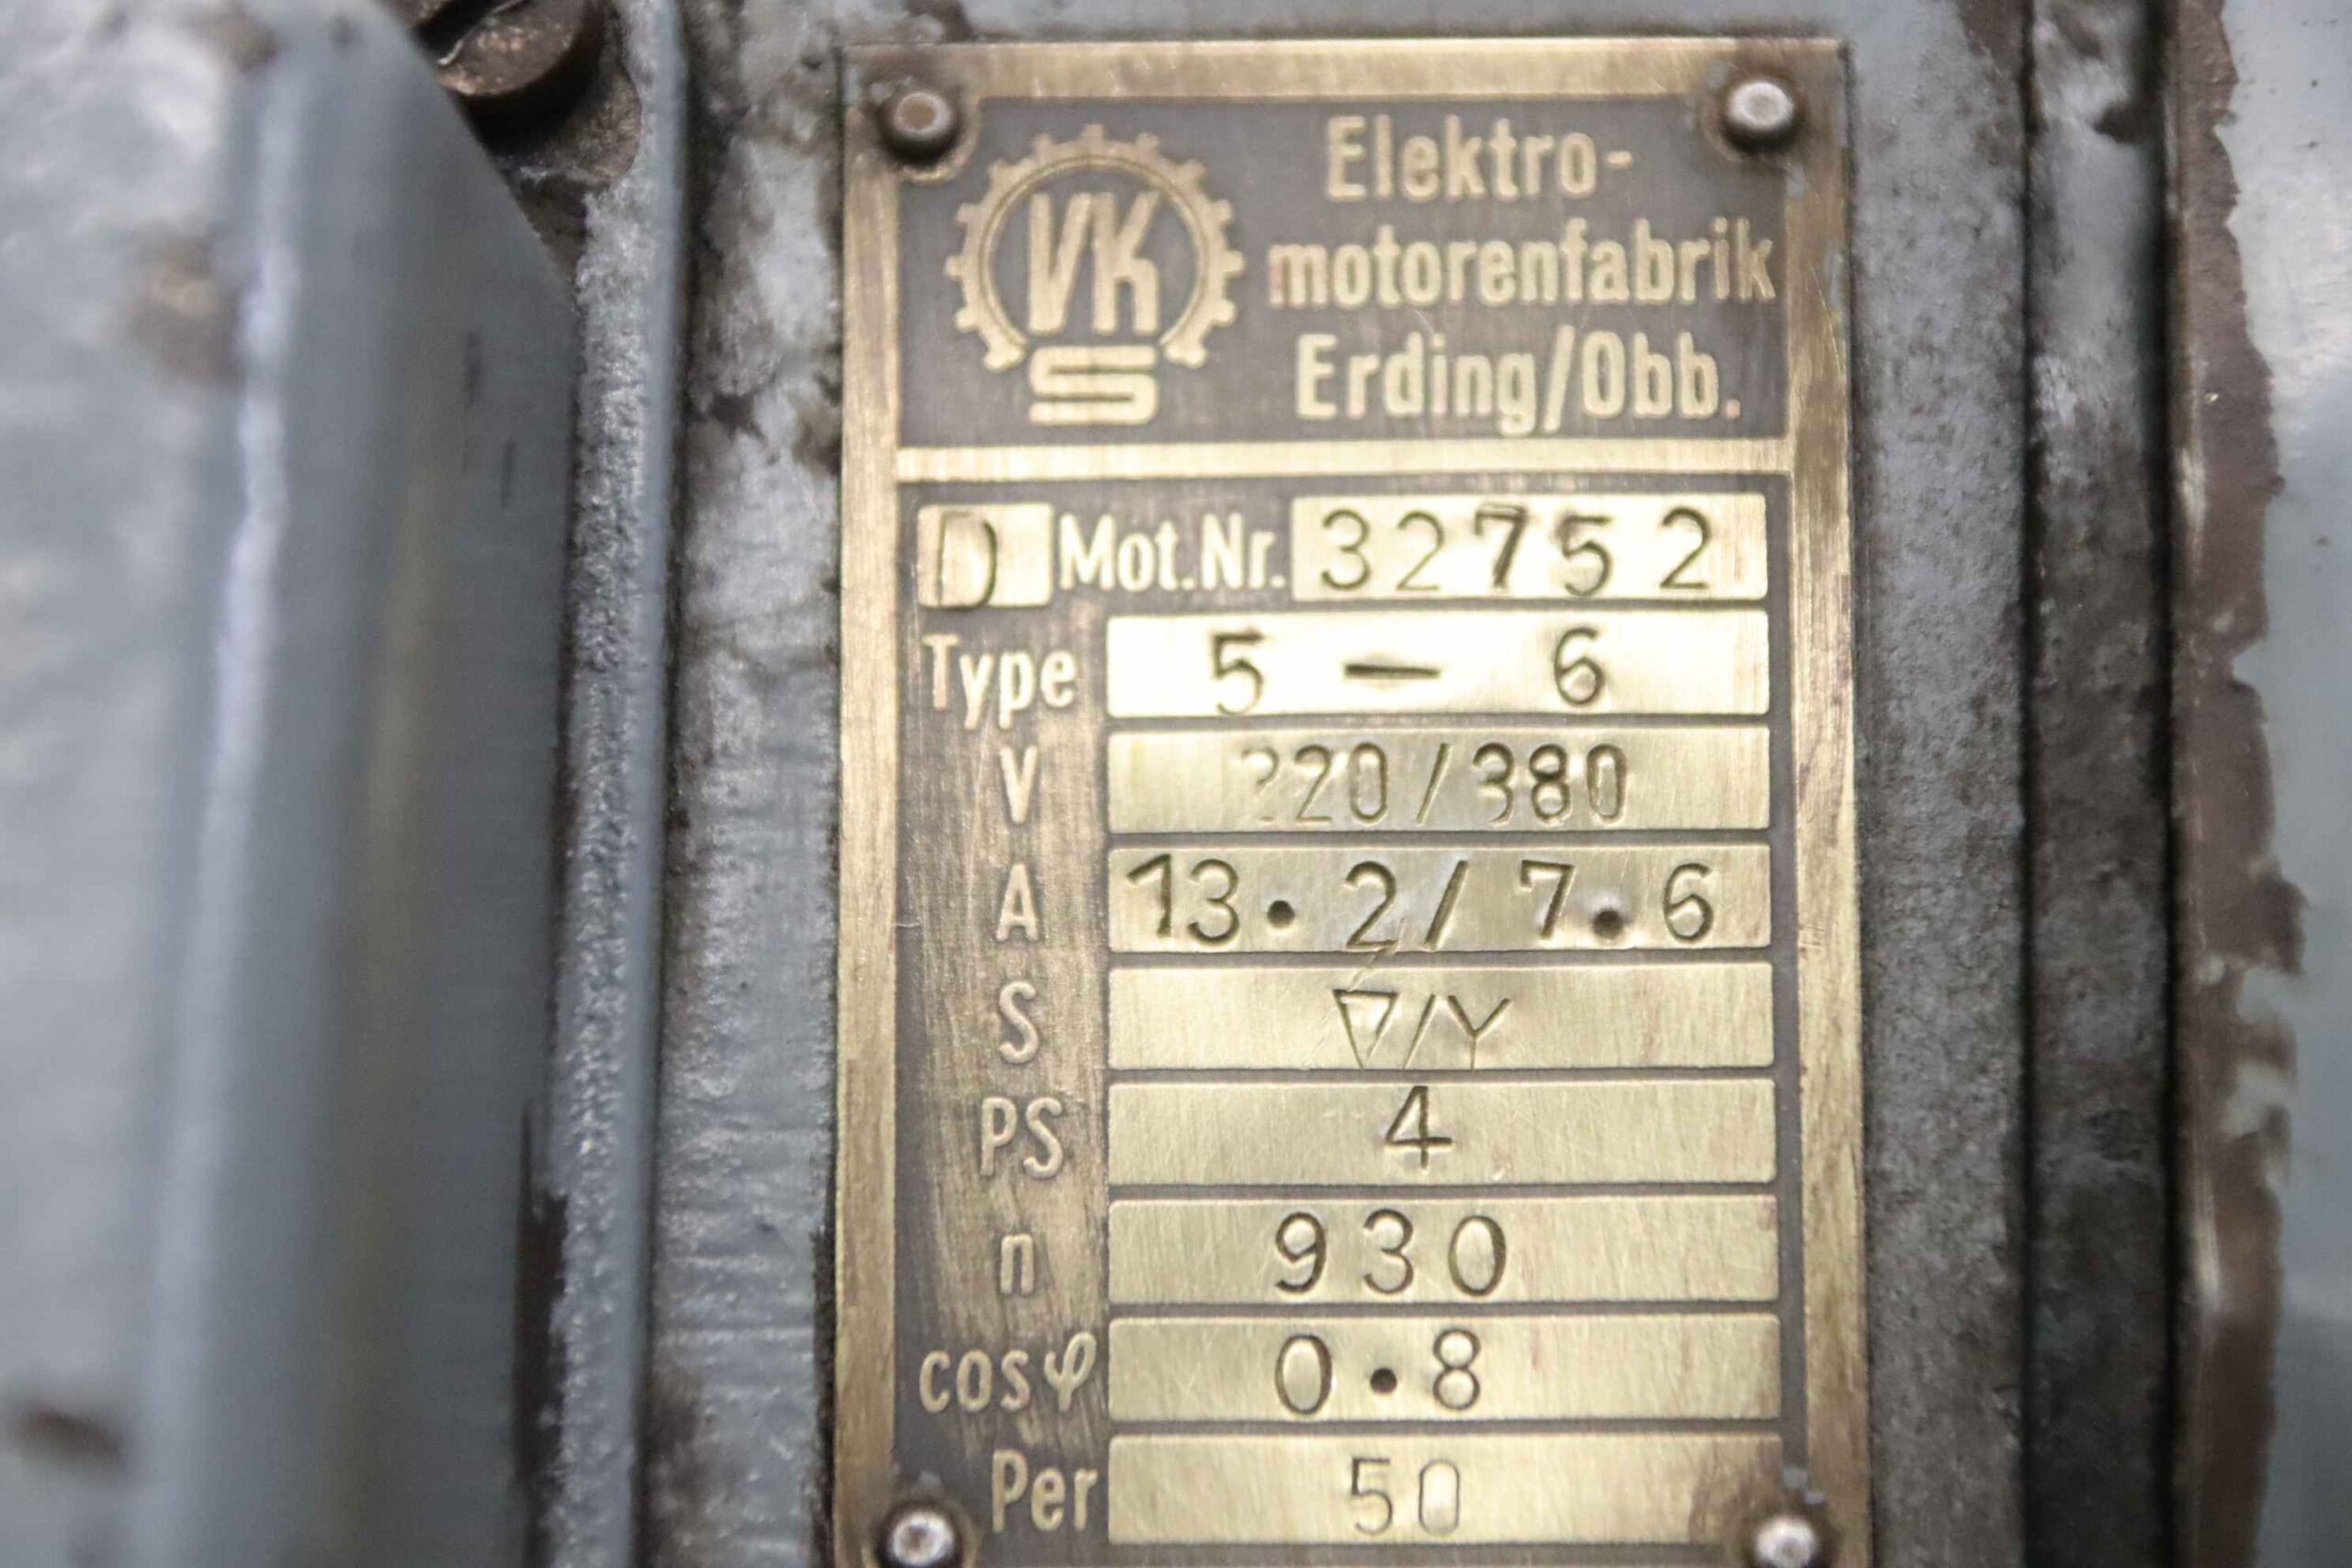 VK
S
Elektro-
motorenfabrik
Erding/Obb.
D Mot.Nr. 32752
Type 5 — 6
V 220/380
A 13.2/7.6
S ▽/Y
PS 4
n 930
cosφ 0.8
Per 50